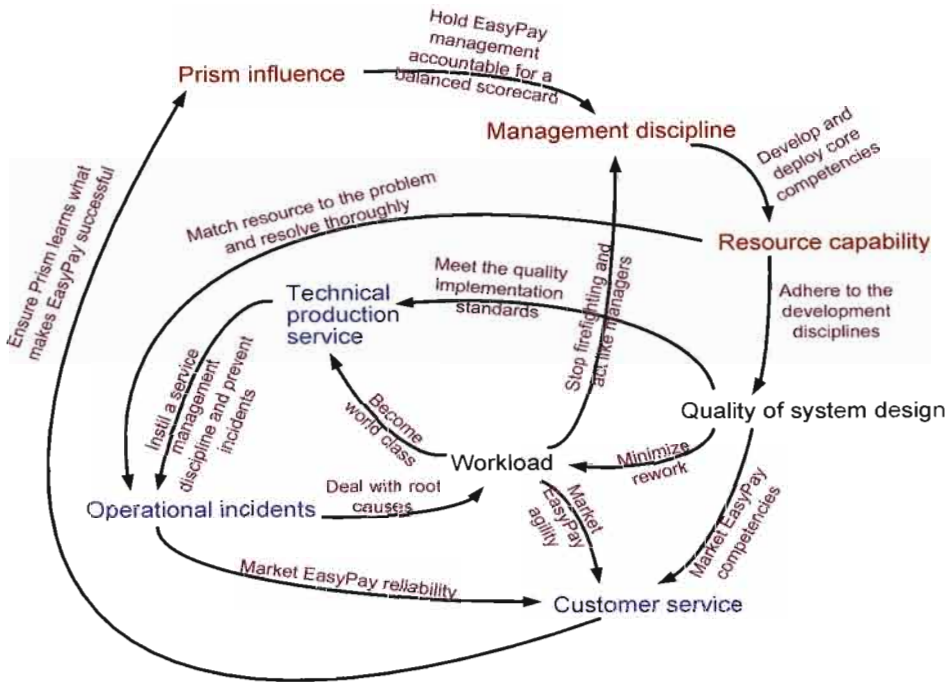 Hold EasyPay
management
accountable for a
balanced scorecard
Prism influence
Management discipline
Develop and
deploy core
competencies
Ensure Prism learns what
makes EasyPay successful
Match resource to the problem
and resolve thoroughly
Resource capability
Meet the quality
Implementation
standards
Stop firefighting and
act like managers
Adhere to the
development
disciplines
Technical
production
service
Instil a service
management
discipline and prevent
incidents
Become
world class
Quality of system design
Workload
Minimize
rework
Deal with root
causes
Operational incidents
Market
EasyPay
agility
Market EasyPay
competencies
Market EasyPay reliability
Customer service